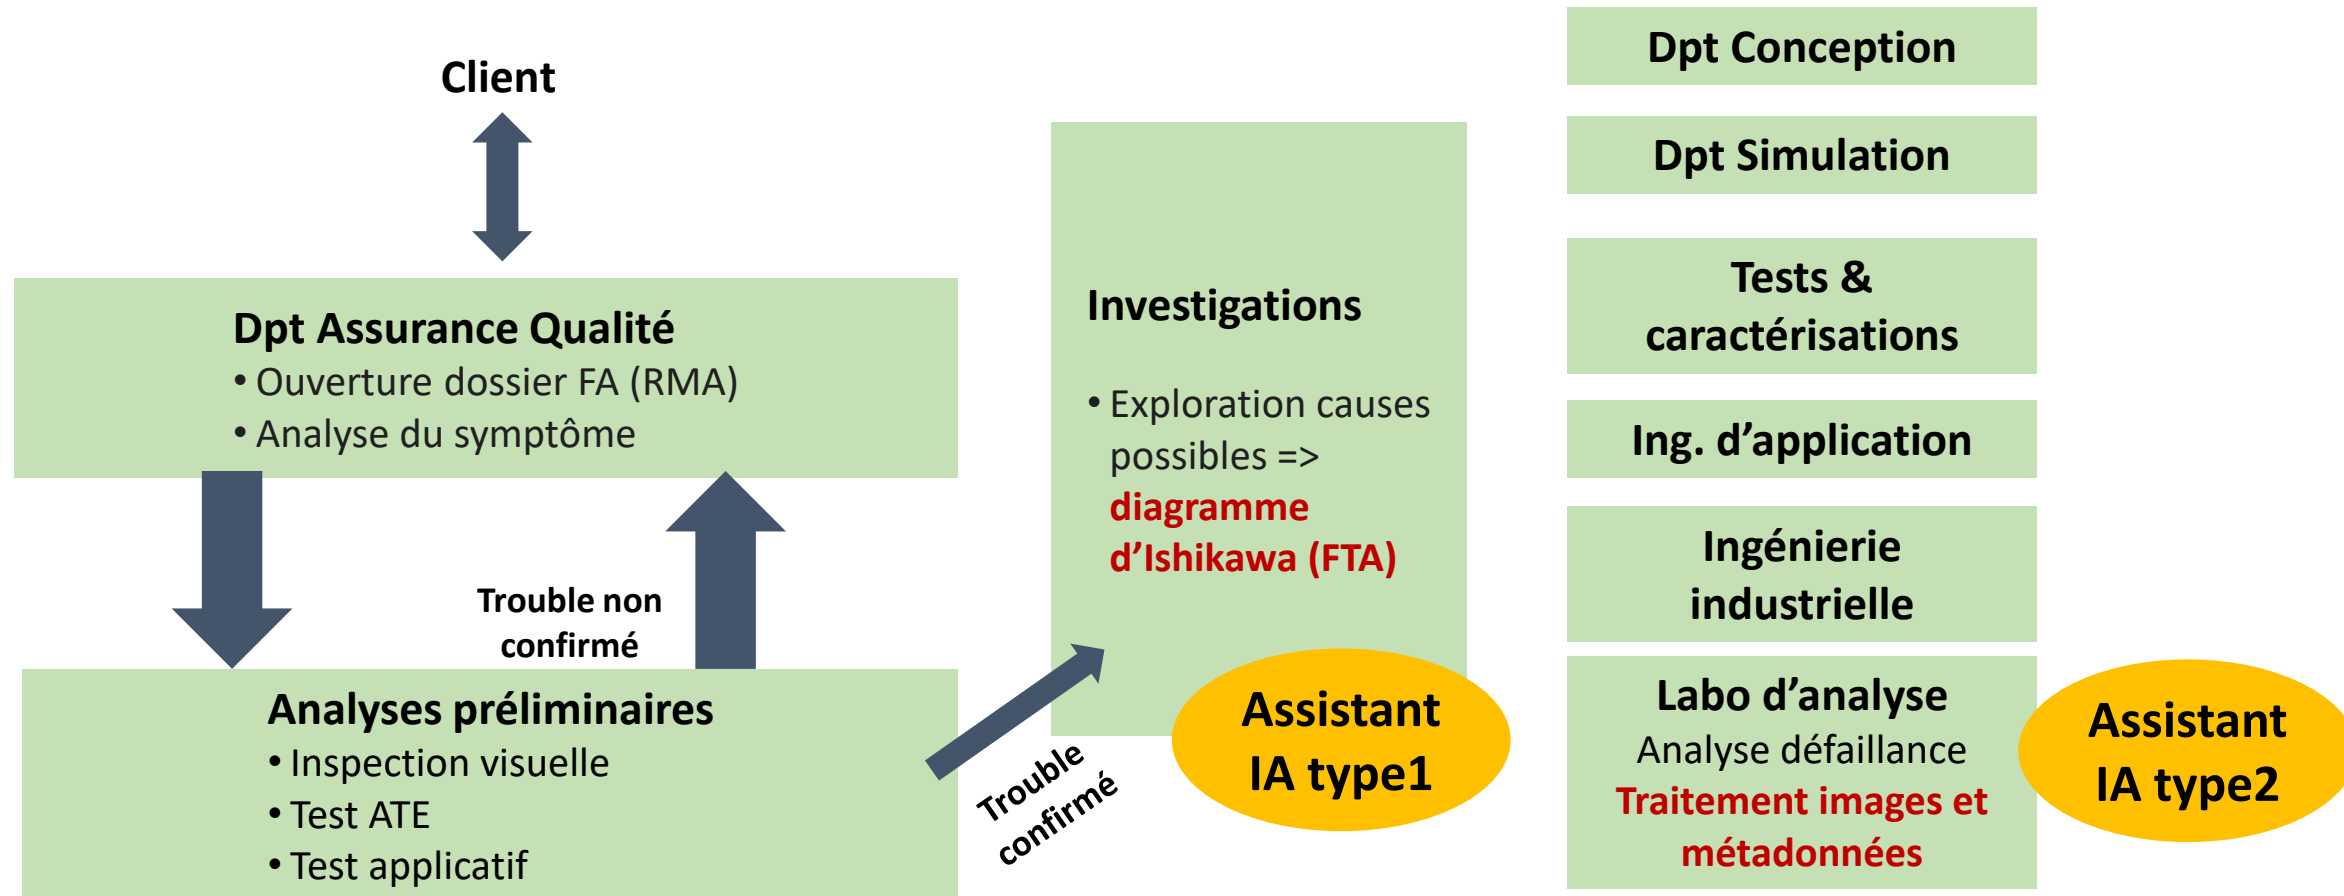 Client
Dpt Assurance Qualité
• Ouverture dossier FA (RMA)
• Analyse du symptôme
Trouble non
confirmé
Analyses préliminaires
• Inspection visuelle
• Test ATE
• Test applicatif
Trouble
confirmé
Investigations
• Exploration causes
possibles =>
diagramme
d’Ishikawa (FTA)
Assistant
IA type1
Dpt Conception
Dpt Simulation
Tests &
caractérisations
Ing. d’application
Ingénierie
industrielle
Labo d’analyse
Analyse défaillance
Traitement images et
métadonnées
Assistant
IA type2